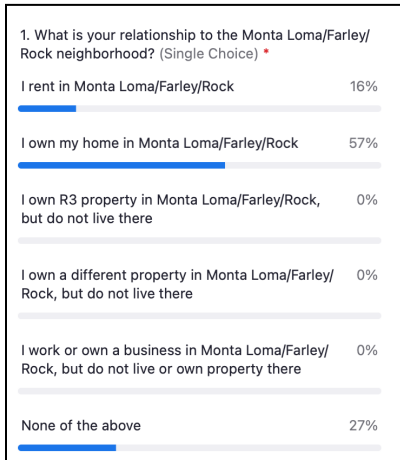 1. What is your relationship to the Monta Loma/Farley/
Rock neighborhood? (Single Choice) *
I rent in Monta Loma/Farley/Rock 16%
I own my home in Monta Loma/Farley/Rock 57%
I own R3 property in Monta Loma/Farley/Rock, 0%
but do not live there
I own a different property in Monta Loma/Farley/ 0%
Rock, but do not live there
I work or own a business in Monta Loma/Farley/ 0%
Rock, but do not live or own property there
None of the above 27%